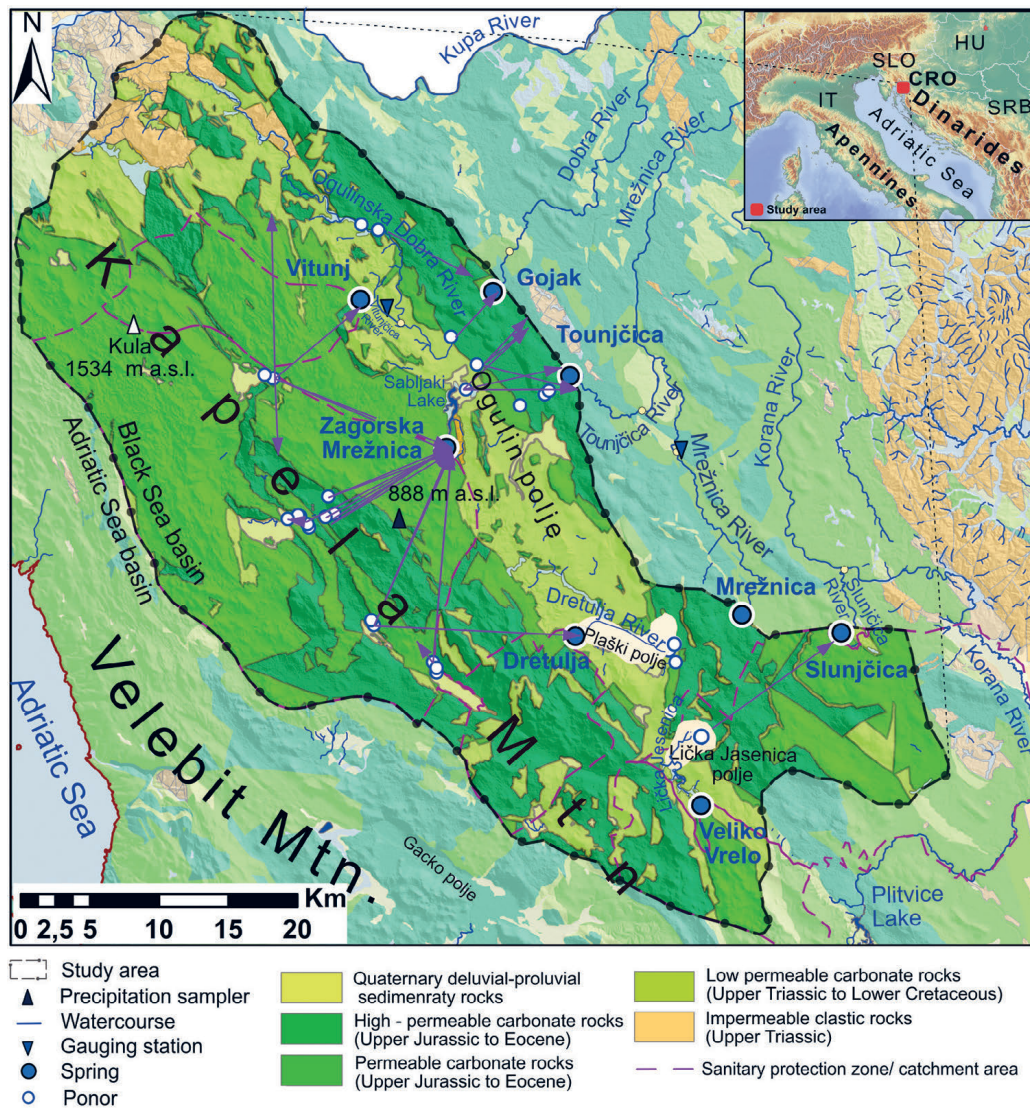 N
Kupa River
Dobra River
Mrežnica River
HU
SLO
CRO
IT
SRB
Dinarides
Adriatic Sea
Apennines
Study area
Ogulinska Dobra River
Vitunj
Vitunjčica River
Gojak
Tounjčica
Kula
1534 m a.s.l.
Sabljaki Lake
Ogulin polje
Tounjčica River
Korana River
Zagorska
Mrežnica
888 m a.s.l.
Mrežnica River
Black Sea basin
Adriatic Sea basin
Kapela Mtn
Mrežnica
Slunjčica River
Dretulja River
Plaški polje
Dretulja
Slunjčica
Korana River
Lička Jesenica
Lička Jasenica
polje
Veliko
Vrelo
Adriatic Sea
Velebit Mtn.
Gacko polje
Plitvice
Lake
Km
0 2,5 5 10 15 20
Study area
Precipitation sampler
Watercourse
Gauging station
Spring
Ponor
Quaternary deluvial-proluvial
sedimenraty rocks
High - permeable carbonate rocks
(Upper Jurassic to Eocene)
Permeable carbonate rocks
(Upper Jurassic to Eocene)
Low permeable carbonate rocks
(Upper Triassic to Lower Cretaceous)
Impermeable clastic rocks
(Upper Triassic)
Sanitary protection zone/ catchment area